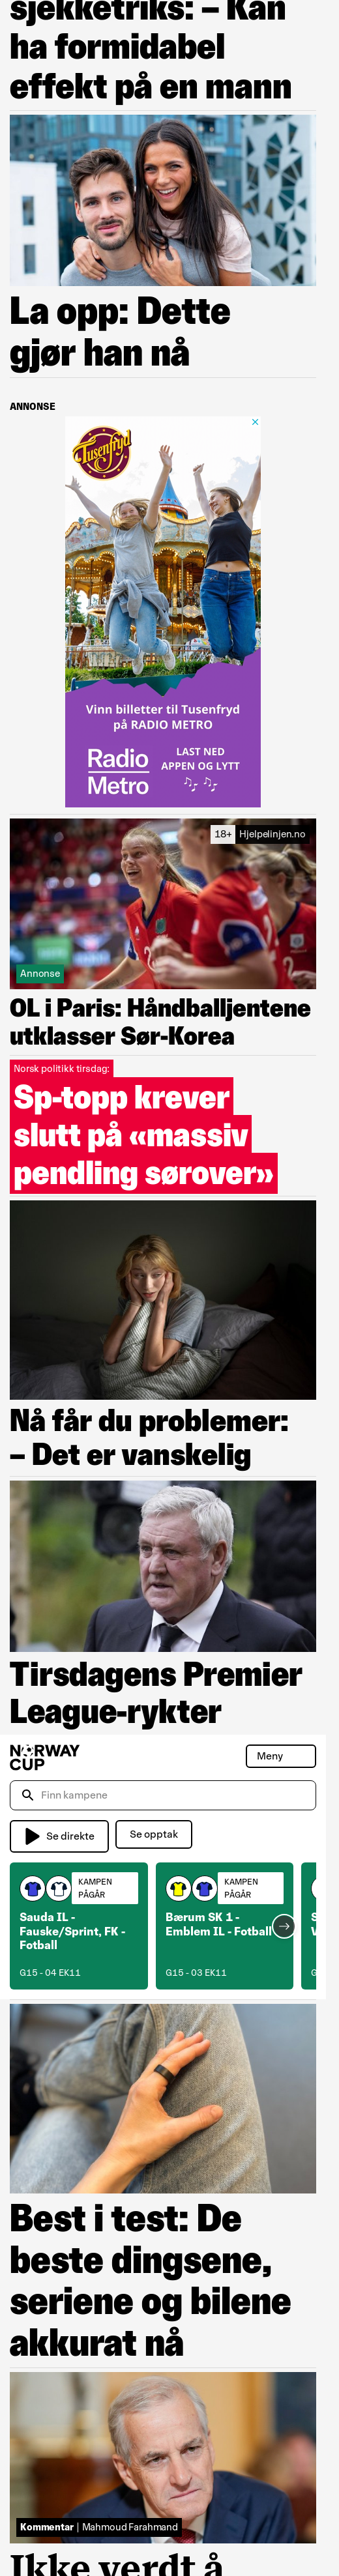 sjekketriks: – Kan
ha formidabel
effekt på en mann
La opp: Dette
gjør han nå
ANNONSE
Tusenfryd
Vinn billetter til Tusenfryd
på RADIO METRO
Radio
Metro
LAST NED
APPEN OG LYTT
18+ Hjelpelinjen.no
Annonse
OL i Paris: Håndballjentene
utklasser Sør-Korea
Norsk politikk tirsdag:
Sp-topp krever
slutt på «massiv
pendling sørover»
Nå får du problemer:
– Det er vanskelig
Tirsdagens Premier
League-rykter
NORWAY
CUP
Meny
Finn kampene
Se direkte
Se opptak
KAMPEN
PÅGÅR
Sauda IL -
Fauske/Sprint, FK -
Fotball
G15 - 04 EK11
KAMPEN
PÅGÅR
Bærum SK 1 -
Emblem IL - Fotball
G15 - 03 EK11
Best i test: De
beste dingsene,
seriene og bilene
akkurat nå
Kommentar | Mahmoud Farahmand
Ikke verdt å